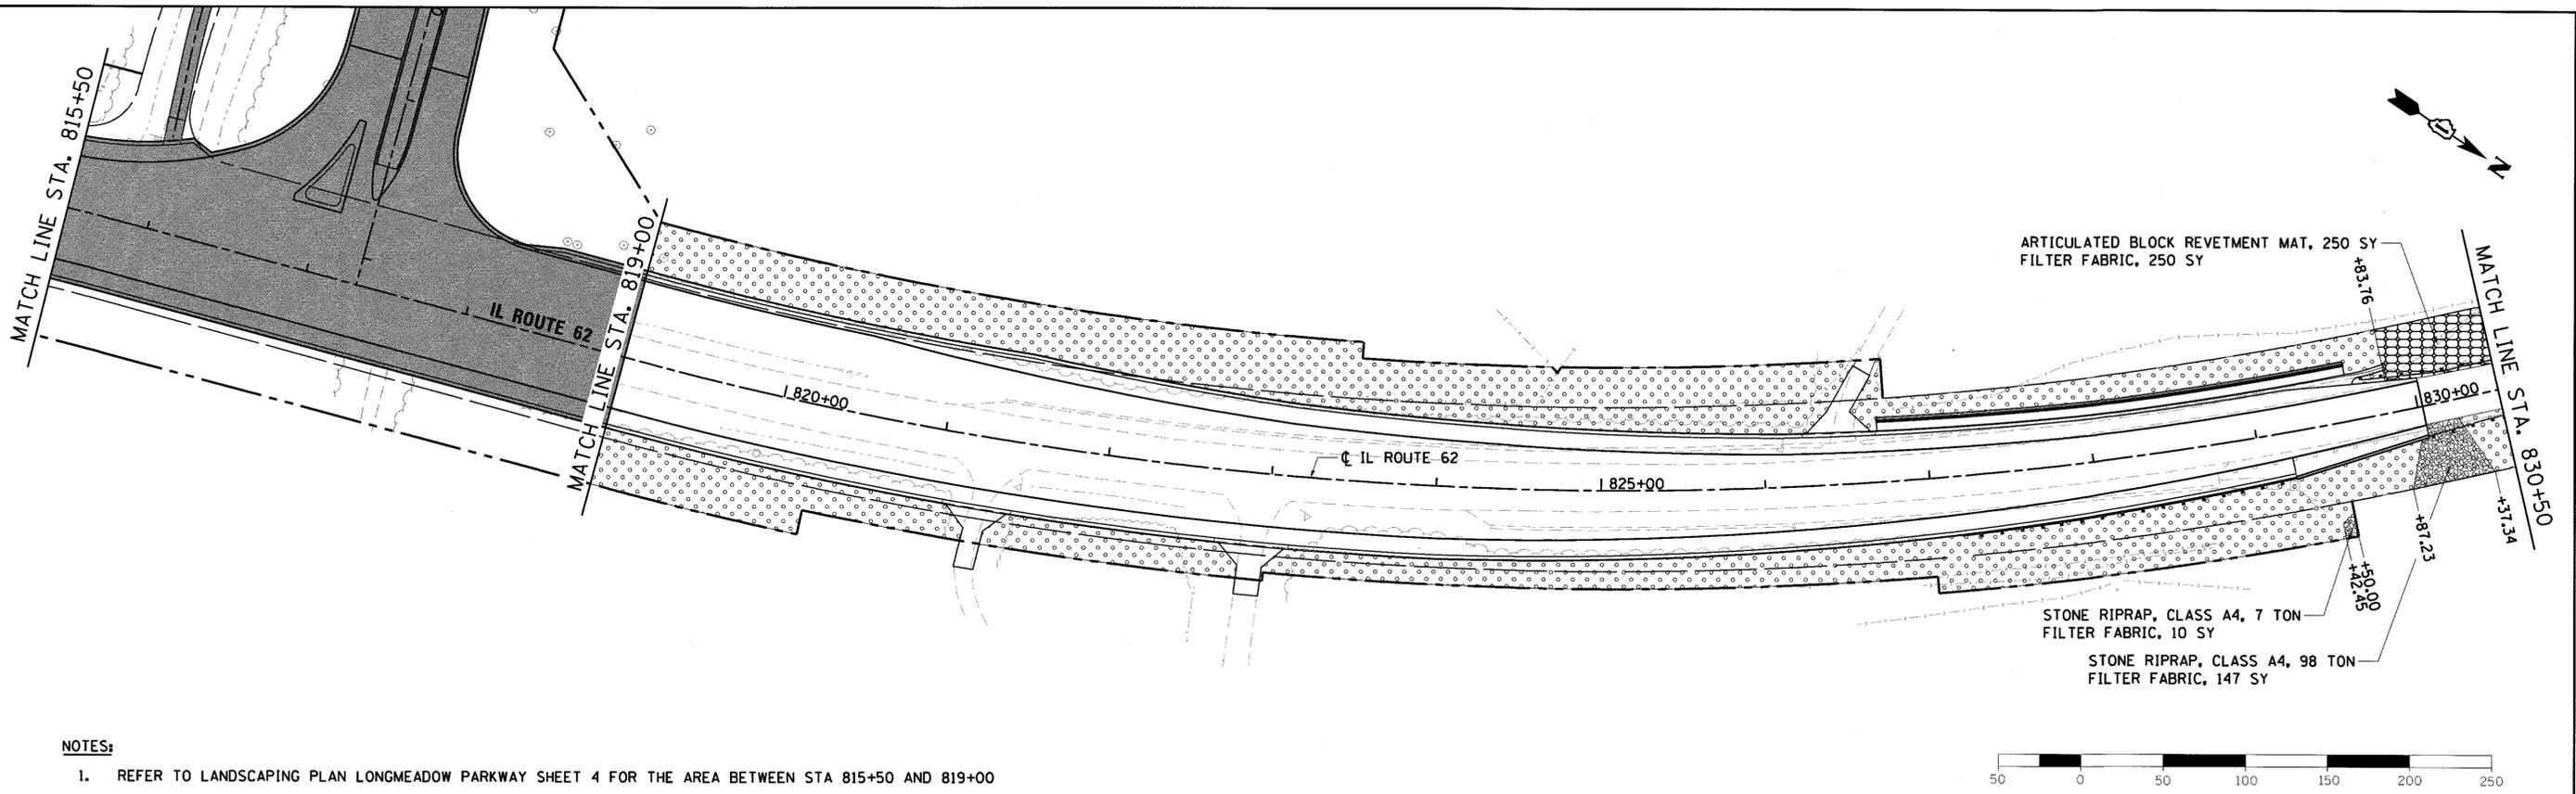 MATCH LINE STA. 815+50
IL ROUTE 62
MATCH LINE STA. 819+00
820+00
℄ IL ROUTE 62
825+00
N
ARTICULATED BLOCK REVETMENT MAT, 250 SY
FILTER FABRIC, 250 SY
+83.76
830+00
MATCH LINE STA. 830+50
+37.34
+87.23
+50.00
+42.45
STONE RIPRAP, CLASS A4, 7 TON
FILTER FABRIC, 10 SY
STONE RIPRAP, CLASS A4, 98 TON
FILTER FABRIC, 147 SY
NOTES:
1. REFER TO LANDSCAPING PLAN LONGMEADOW PARKWAY SHEET 4 FOR THE AREA BETWEEN STA 815+50 AND 819+00
50 0 50 100 150 200 250